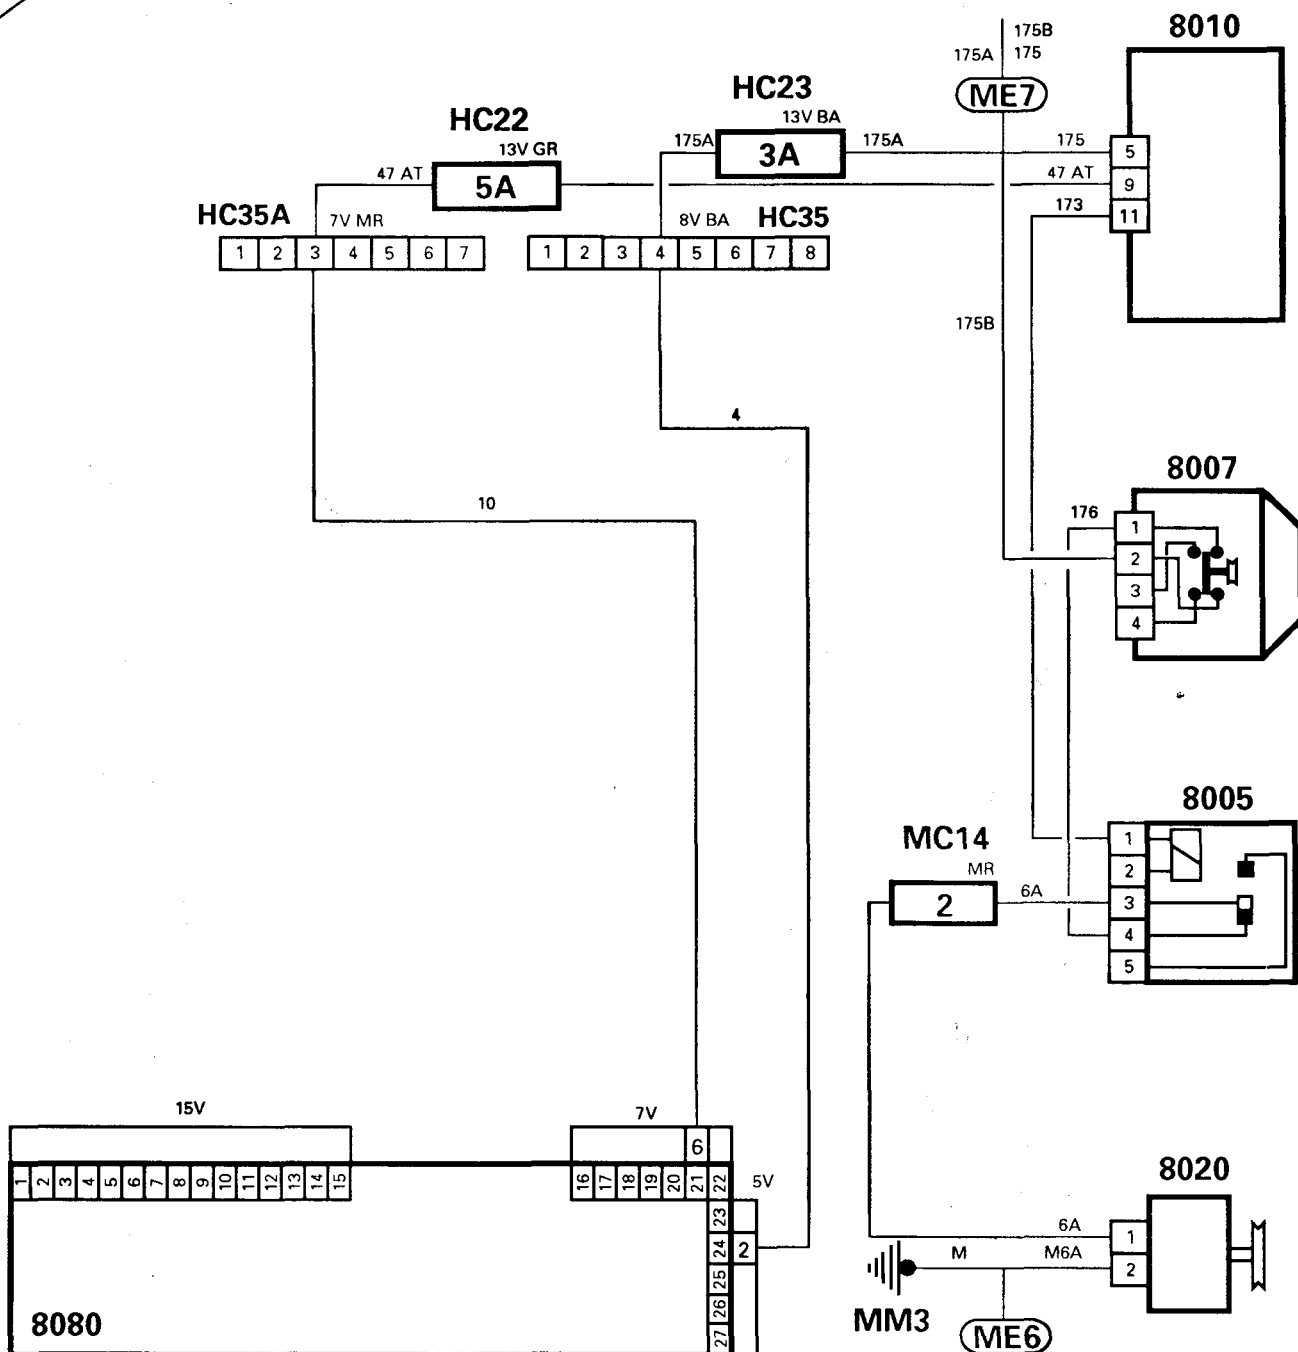 175B
8010
175A 175
HC23
ME7
HC22
13V BA
175A 3A 175A 175 5
13V GR
47 AT 5A 47 AT 9
HC35A 7V MR 8V BA HC35 173 11
1 2 3 4 5 6 7 1 2 3 4 5 6 7 8
175B
4
8007
10
176 1
2
3
4
8005
MC14
MR
1
2
2 6A 3
4
5
15V 7V
6
8020
1 2 3 4 5 6 7 8 9 10 11 12 13 14 15 16 17 18 19 20 21 22 5V
23
6A 1
24 2
M M6A 2
25
26
8080 MM3
27
ME6